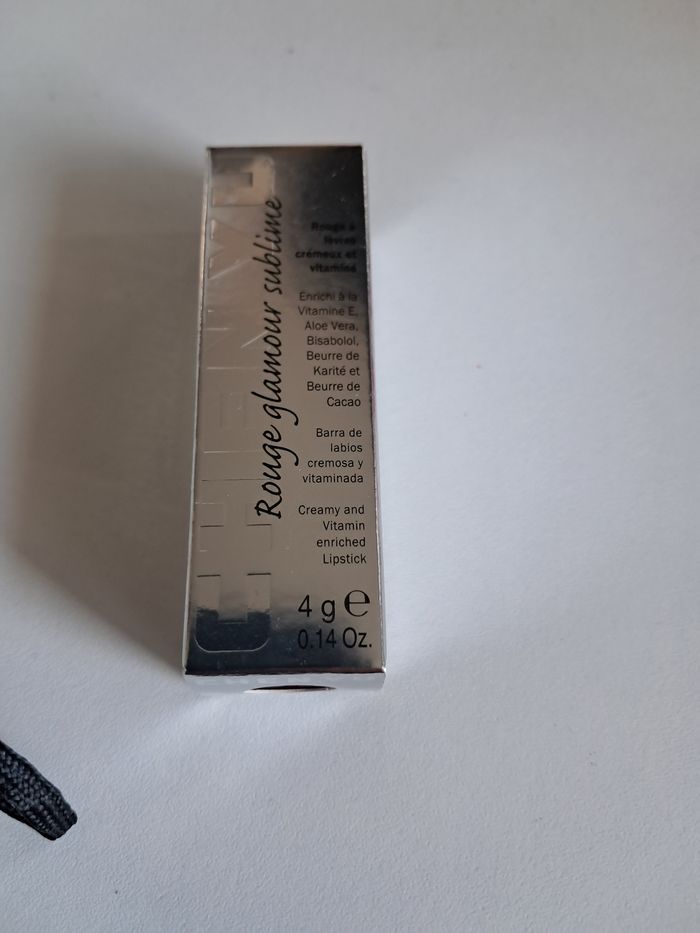 Rouge glamour sublime
Rouge à
lèvres
crémeux et
vitaminé
Enrichi à la
Vitamine E,
Aloe Vera,
Bisabolol,
Beurre de
Karité et
Beurre de
Cacao
Barra de
labios
cremosa y
vitaminada
Creamy and
Vitamin
enriched
Lipstick
4 g e
0.14 Oz.